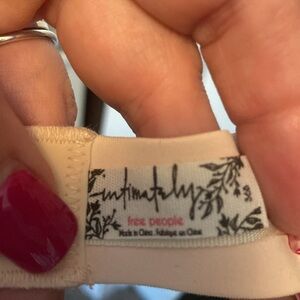 intimately
free people
Made in China. Fabriqué en Chine